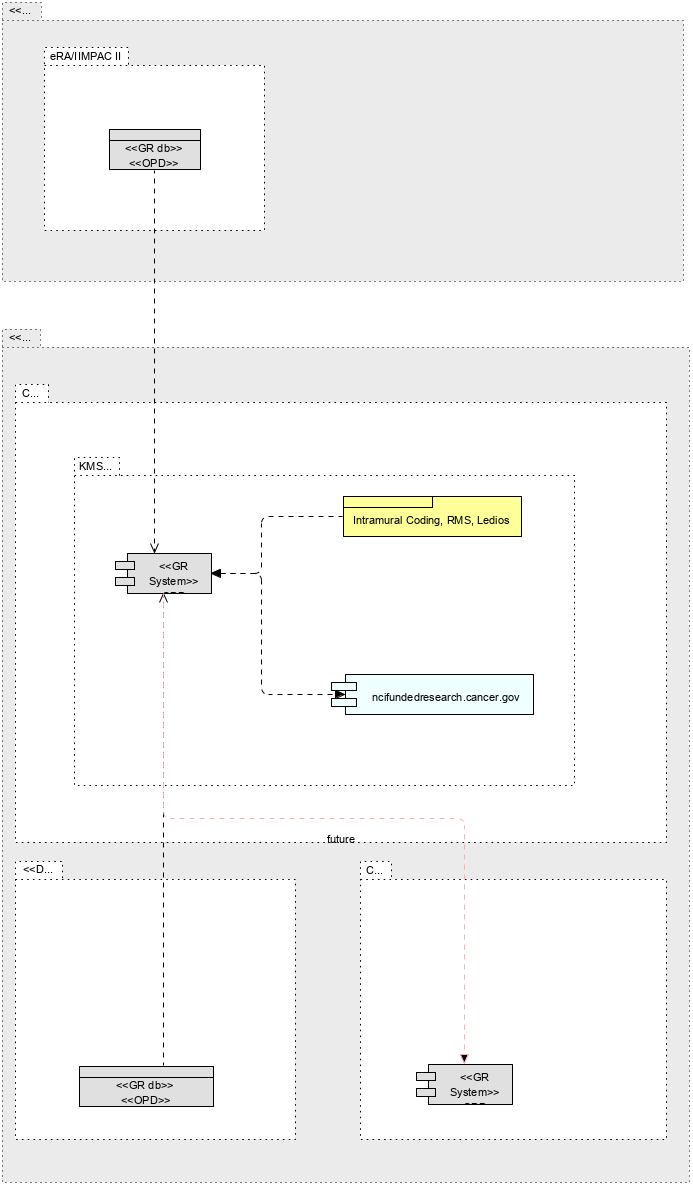 <<...
eRA/IIMPAC II
<<GR db>>
<<OPD>>
<<...
C...
KMS...
Intramural Coding, RMS, Ledios
<<GR
System>>
ncifundedresearch.cancer.gov
future
<<D...
C...
<<GR db>>
<<OPD>>
<<GR
System>>